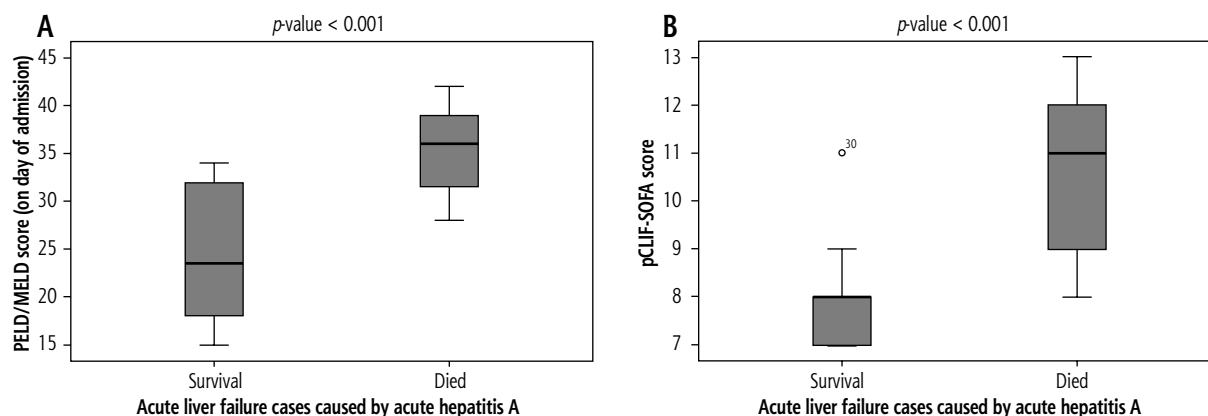 A
p-value < 0.001
PELD/MELD score (on day of admission)
45
40
35
30
25
20
15
Survival
Died
Acute liver failure cases caused by acute hepatitis A
B
p-value < 0.001
pCLIF-SOFA score
13
12
11
10
9
8
7
30
Survival
Died
Acute liver failure cases caused by acute hepatitis A